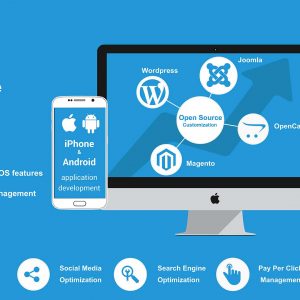 Wordpress
Joomla
Open Source
Customization
OpenCa
Magento
iPhone
&
Android
application
development
OS features
nagement
Social Media
Optimization
Search Engine
Optimization
Pay Per Click
Management